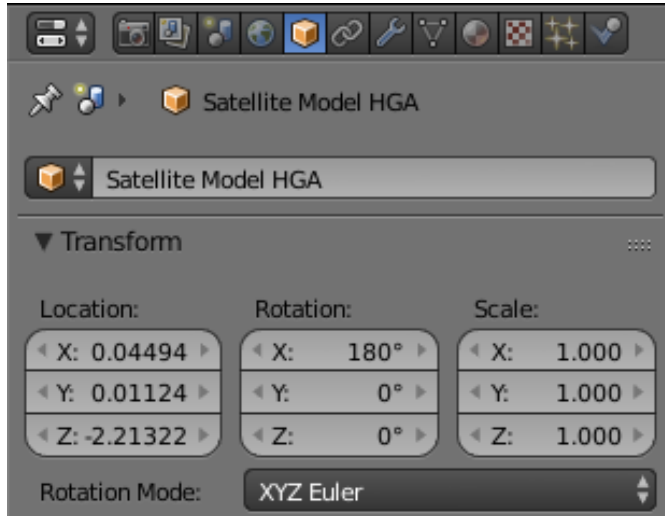 Satellite Model HGA
Satellite Model HGA
Transform
Location: Rotation: Scale:
X: 0.04494 X: 180° X: 1.000
Y: 0.01124 Y: 0° Y: 1.000
Z: -2.21322 Z: 0° Z: 1.000
Rotation Mode: XYZ Euler